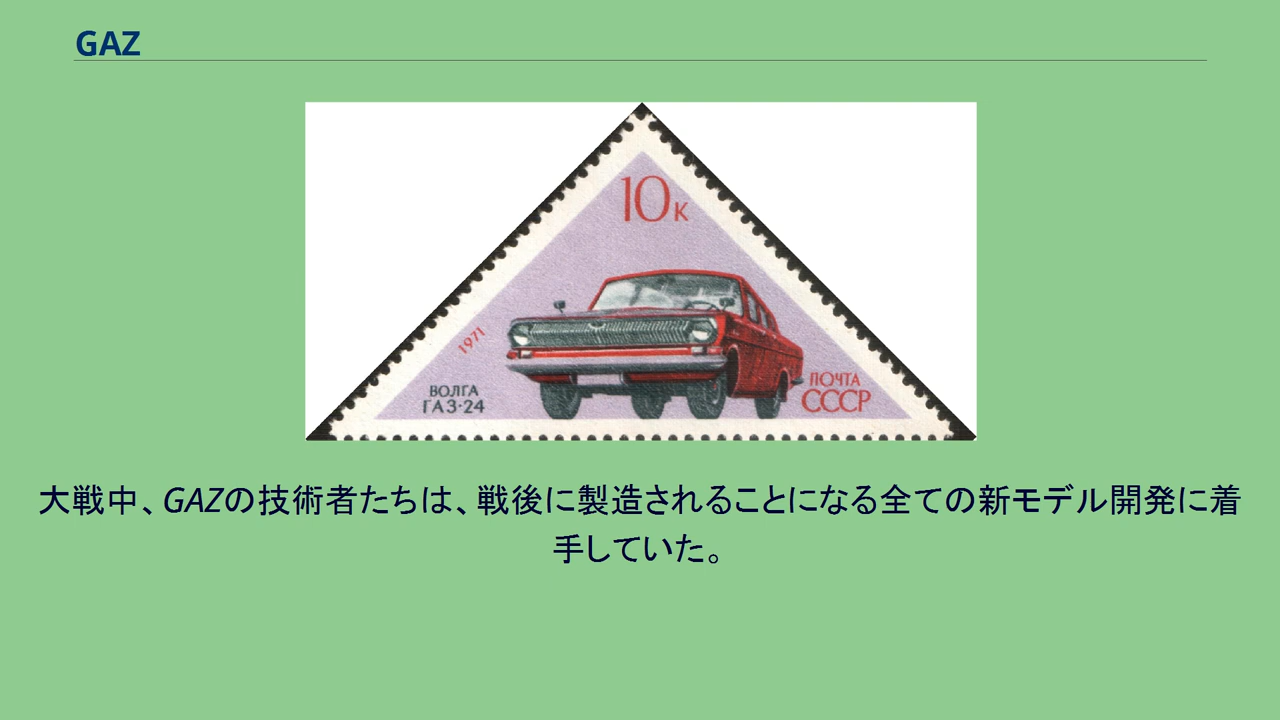 GAZ
10к
1971
ВОЛГА
ГАЗ-24
ПОЧТА
СССР
大戦中、GAZの技術者たちは、戦後に製造されることになる全ての新モデル開発に着
手していた。